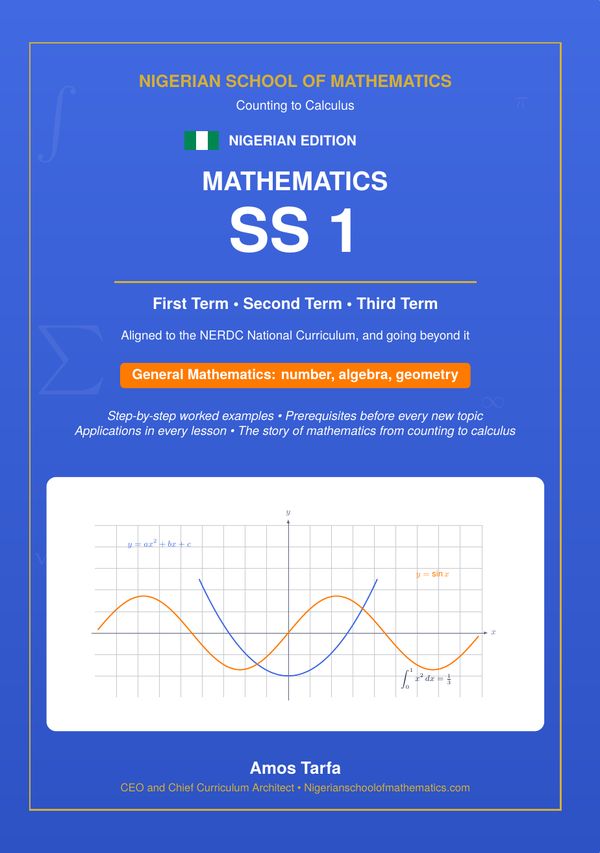 NIGERIAN SCHOOL OF MATHEMATICS
Counting to Calculus
NIGERIAN EDITION
MATHEMATICS
SS 1
First Term • Second Term • Third Term
Aligned to the NERDC National Curriculum, and going beyond it
General Mathematics: number, algebra, geometry
Step-by-step worked examples • Prerequisites before every new topic
Applications in every lesson • The story of mathematics from counting to calculus
y
y = ax² + bx + c
y = sin x
x
∫₀¹ x² dx = 1/3
Amos Tarfa
CEO and Chief Curriculum Architect • Nigerianschoolofmathematics.com
∫
π
Σ
∞